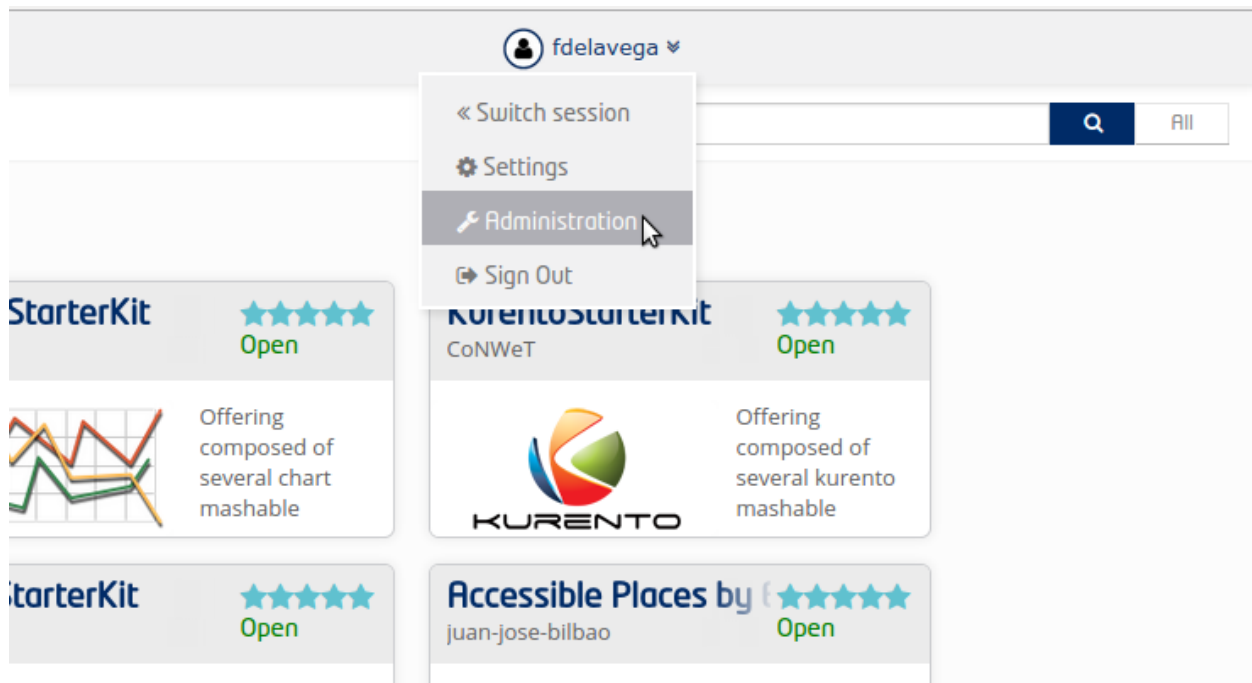 fdelavega
Switch session
Settings
Administration
Sign Out
All
StarterKit
Open
KurentoStarterKit
CoNWeT
Open
Offering
composed of
several chart
mashable
KURENTO
Offering
composed of
several kurento
mashable
StarterKit
Open
Accessible Places by
juan-jose-bilbao
Open